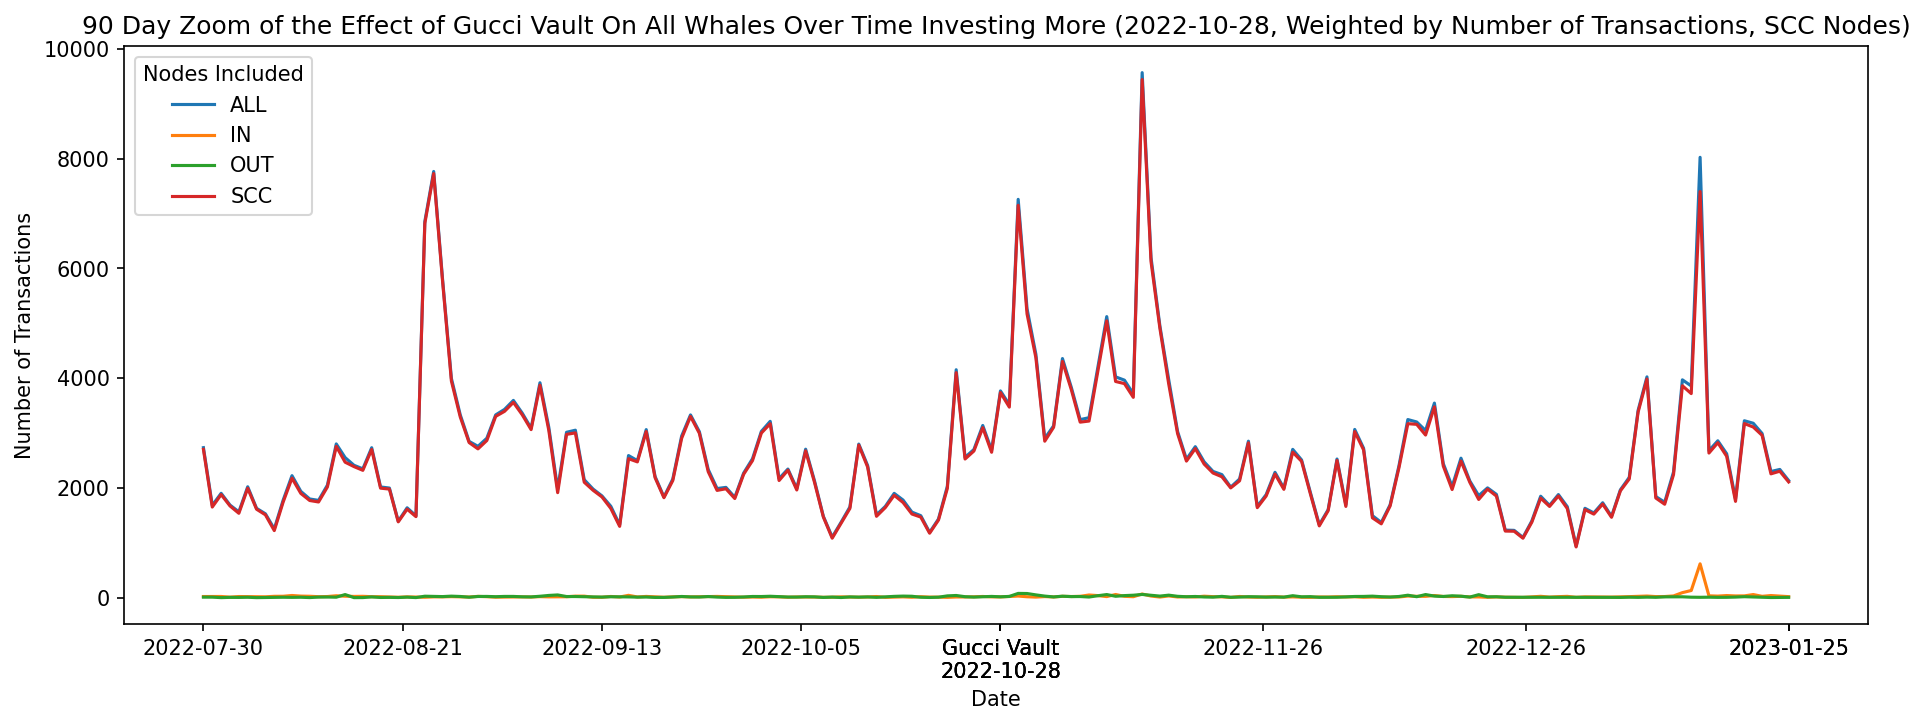 90 Day Zoom of the Effect of Gucci Vault On All Whales Over Time Investing More (2022-10-28, Weighted by Number of Transactions, SCC Nodes)
10000
8000
6000
4000
2000
0
Number of Transactions
Nodes Included
ALL
IN
OUT
SCC
2022-07-30
2022-08-21
2022-09-13
2022-10-05
Gucci Vault
2022-10-28
2022-11-26
2022-12-26
2023-01-25
Date